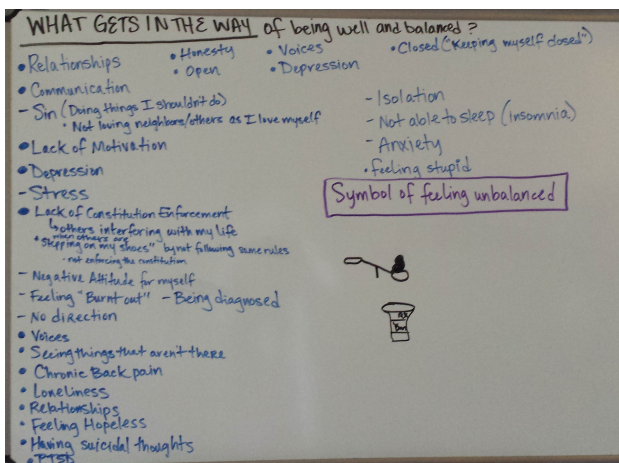 WHAT GETS IN THE WAY of being well and balanced?
• Relationships
• Honesty
• Open
• Voices
• Depression
• Closed ("Keeping myself closed")
• Communication
- Sin (Doing things I shouldn't do)
• Not loving neighbors/others as I love myself
• Lack of Motivation
• Depression
- Stress
• Lack of Constitution Enforcement
↳ others interfering with my life
• when others are
"Stepping on my shoes" by not following same rules
• not enforcing the constitution
- Negative Attitude for myself
- Feeling "Burnt out" - Being diagnosed
- No direction
• Voices
• Seeing things that aren't there
• Chronic Back pain
• Loneliness
• Relationships
• Feeling Hopeless
• Having suicidal thoughts
• PTSD
- Isolation
- Not able to sleep (insomnia)
- Anxiety
• feeling stupid
Symbol of feeling unbalanced